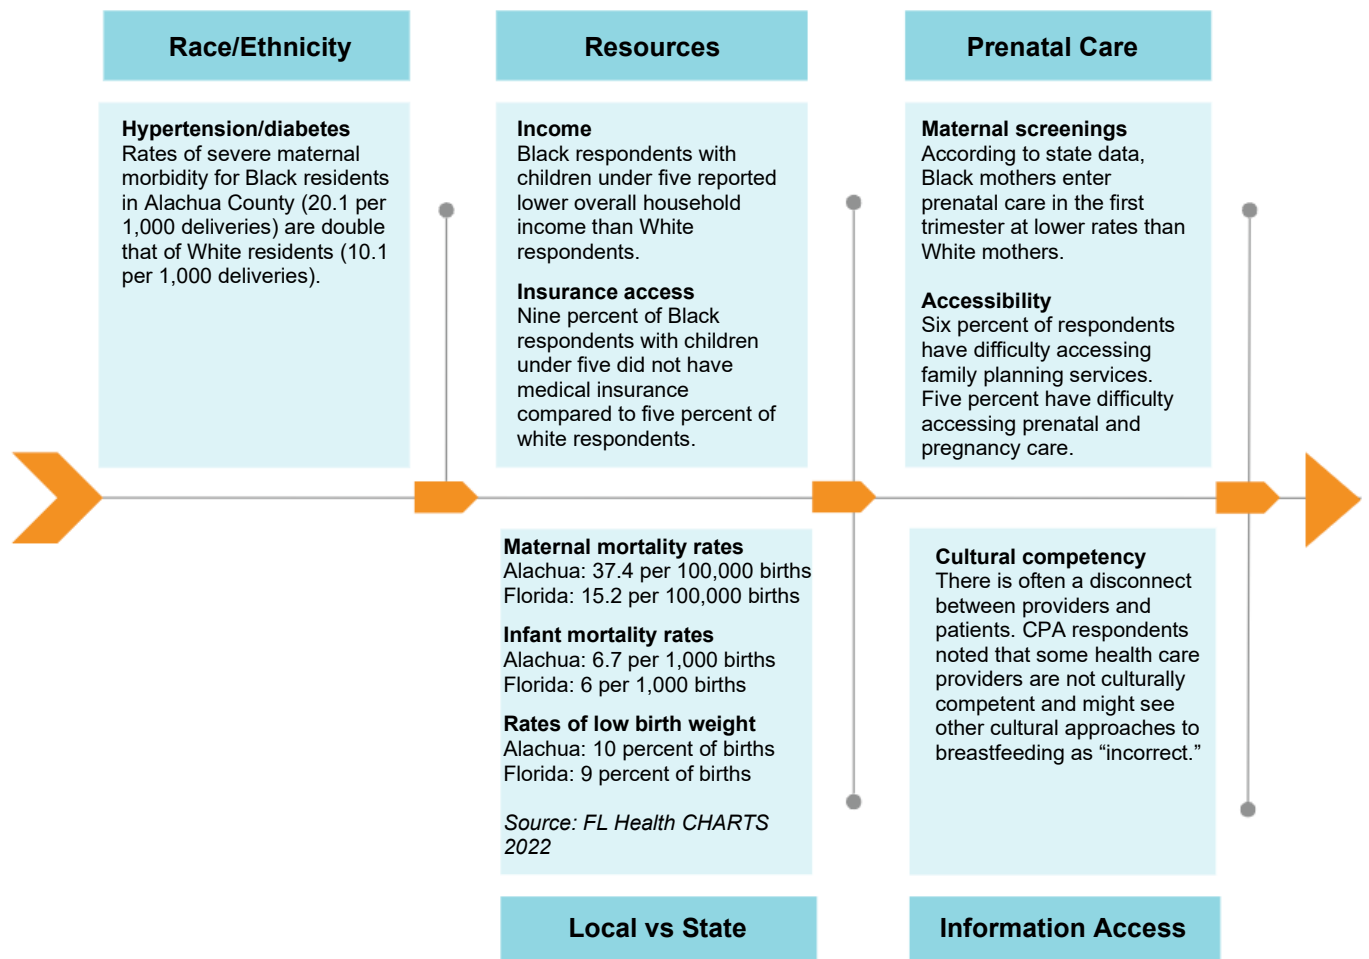 Race/Ethnicity
Hypertension/diabetes
Rates of severe maternal
morbidity for Black residents
in Alachua County (20.1 per
1,000 deliveries) are double
that of White residents (10.1
per 1,000 deliveries).
Resources
Income
Black respondents with
children under five reported
lower overall household
income than White
respondents.
Insurance access
Nine percent of Black
respondents with children
under five did not have
medical insurance
compared to five percent of
white respondents.
Prenatal Care
Maternal screenings
According to state data,
Black mothers enter
prenatal care in the first
trimester at lower rates than
White mothers.
Accessibility
Six percent of respondents
have difficulty accessing
family planning services.
Five percent have difficulty
accessing prenatal and
pregnancy care.
Maternal mortality rates
Alachua: 37.4 per 100,000 births
Florida: 15.2 per 100,000 births
Infant mortality rates
Alachua: 6.7 per 1,000 births
Florida: 6 per 1,000 births
Rates of low birth weight
Alachua: 10 percent of births
Florida: 9 percent of births
Source: FL Health CHARTS
2022
Local vs State
Cultural competency
There is often a disconnect
between providers and
patients. CPA respondents
noted that some health care
providers are not culturally
competent and might see
other cultural approaches to
breastfeeding as “incorrect.”
Information Access